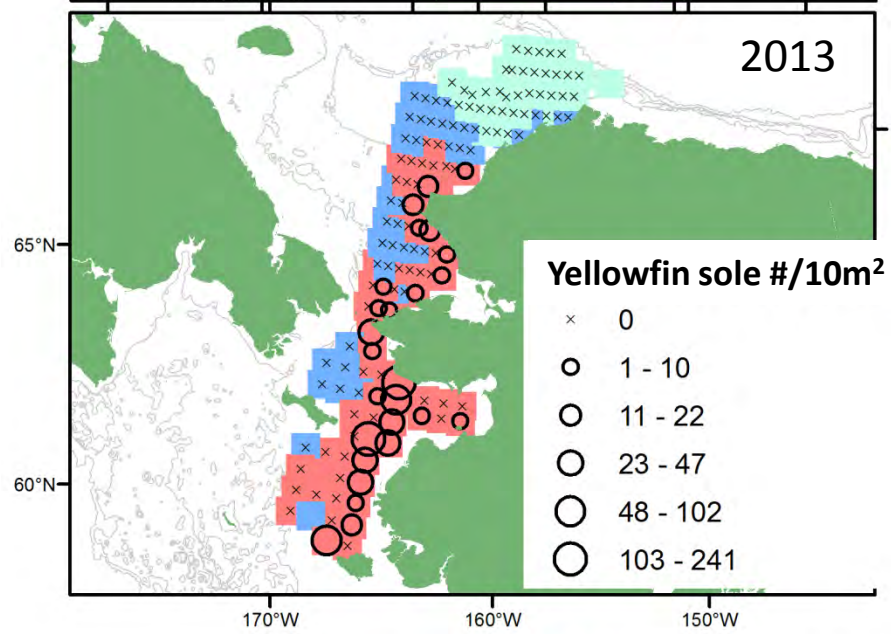 2013
65°N
Yellowfin sole #/10m²
× 0
1 - 10
11 - 22
23 - 47
60°N
48 - 102
103 - 241
170°W 160°W 150°W